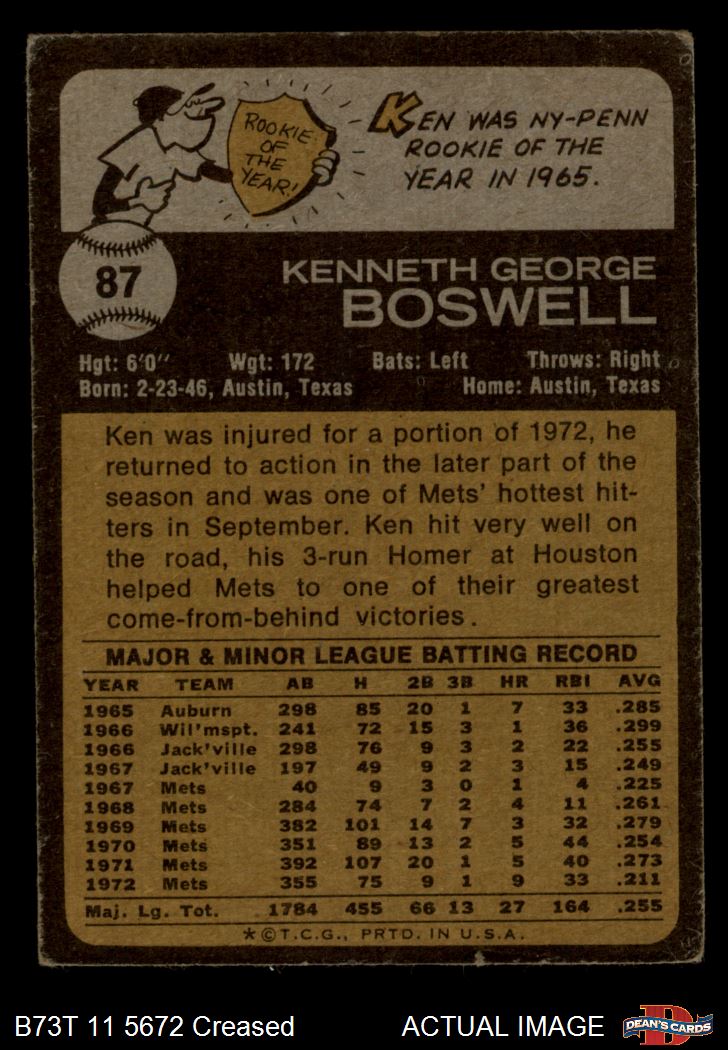 ROOKIE
OF
THE
YEAR!
KEN WAS NY-PENN
ROOKIE OF THE
YEAR IN 1965.
87
KENNETH GEORGE
BOSWELL
Hgt: 6'0" Wgt: 172 Bats: Left Throws: Right
Born: 2-23-46, Austin, Texas Home: Austin, Texas
Ken was injured for a portion of 1972, he
returned to action in the later part of the
season and was one of Mets' hottest hit-
ters in September. Ken hit very well on
the road, his 3-run Homer at Houston
helped Mets to one of their greatest
come-from-behind victories.
MAJOR & MINOR LEAGUE BATTING RECORD
YEAR TEAM AB H 2B 3B HR RBI AVG
1965 Auburn 298 85 20 1 7 33 .285
1966 Wil'mspt. 241 72 15 3 1 36 .299
1966 Jack'ville 298 76 9 3 2 22 .255
1967 Jack'ville 197 49 9 2 3 15 .249
1967 Mets 40 9 3 0 1 4 .225
1968 Mets 284 74 7 2 4 11 .261
1969 Mets 382 101 14 7 3 32 .279
1970 Mets 351 89 13 2 5 44 .254
1971 Mets 392 107 20 1 5 40 .273
1972 Mets 355 75 9 1 9 33 .211
Maj. Lg. Tot. 1784 455 66 13 27 164 .255
*©T.C.G., PRTD. IN U.S.A.
B73T 11 5672 Creased ACTUAL IMAGE DEAN'S CARDS